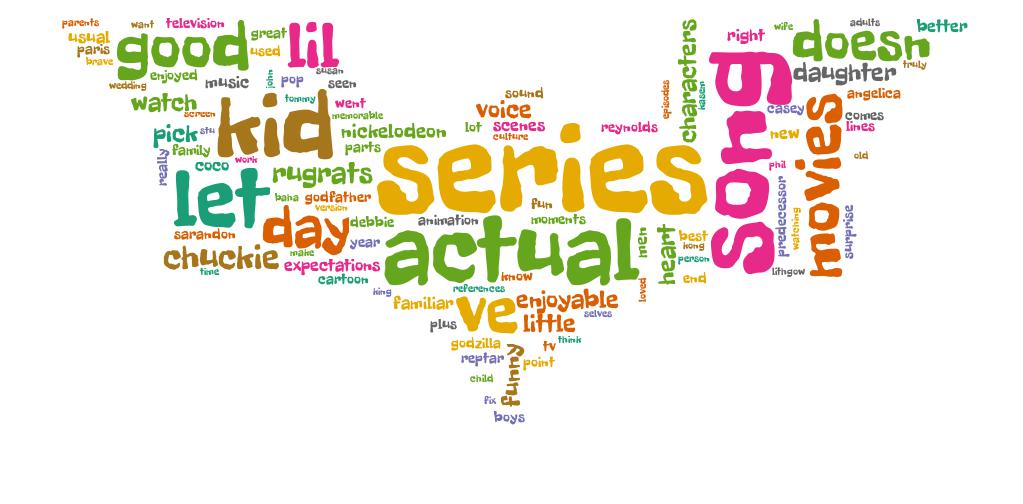 parents
want
television
usual
good
great
lil
paris
used
brave
enjoyed
wedding
music
john
pop
susan
seen
watch
kid
tommy
went
screen
memorable
pick
stu
nickelodeon
family
parts
really
work
coco
rugrats
let
baha
godfather
version
day
debbie
sarandon
year
chuckie
make
expectations
time
cartoon
sound
voice
lot
scenes
culture
reynolds
episodes
characters
kasem
series
fun
animation
moments
actual
men
heart
best
kong
person
end
loved
know
references
king
familiar
ve
enjoyable
selves
plus
little
godzilla
tv
think
reptar
funny
point
child
fix
boys
right
wife
adults
better
doesn
truly
song
daughter
angelica
casey
movies
comes
new
lines
phil
old
predecessor
watching
surprise
lithgow